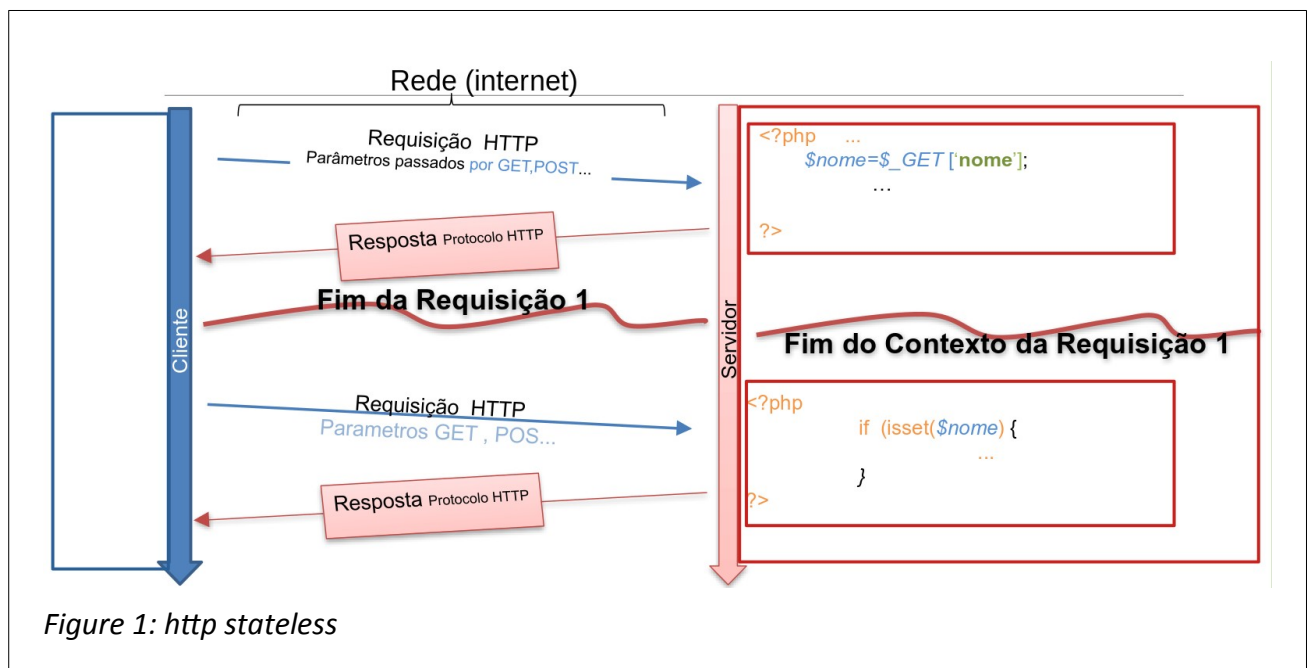 Rede (internet)
Requisição HTTP
Parâmetros passados por GET,POST...
<?php ...
$nome=$_GET [‘nome’];
...
?>
Resposta Protocolo HTTP
Fim da Requisição 1
Cliente
Servidor
Fim do Contexto da Requisição 1
Requisição HTTP
Parametros GET , POS...
<?php
if (isset($nome) {
...
}
?>
Resposta Protocolo HTTP
Figure 1: http stateless